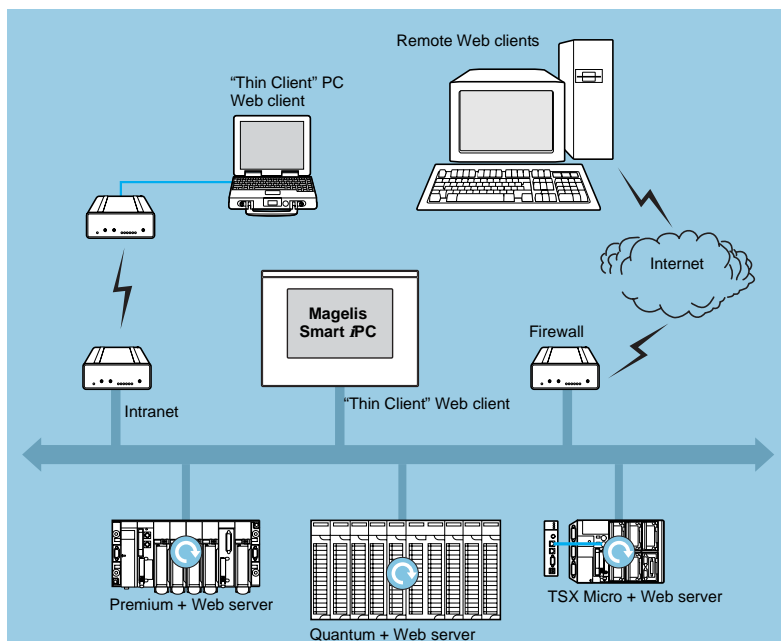 Remote Web clients
“Thin Client” PC
Web client
Internet
Magelis
Smart iPC
Firewall
Intranet
“Thin Client” Web client
Premium + Web server
Quantum + Web server
TSX Micro + Web server